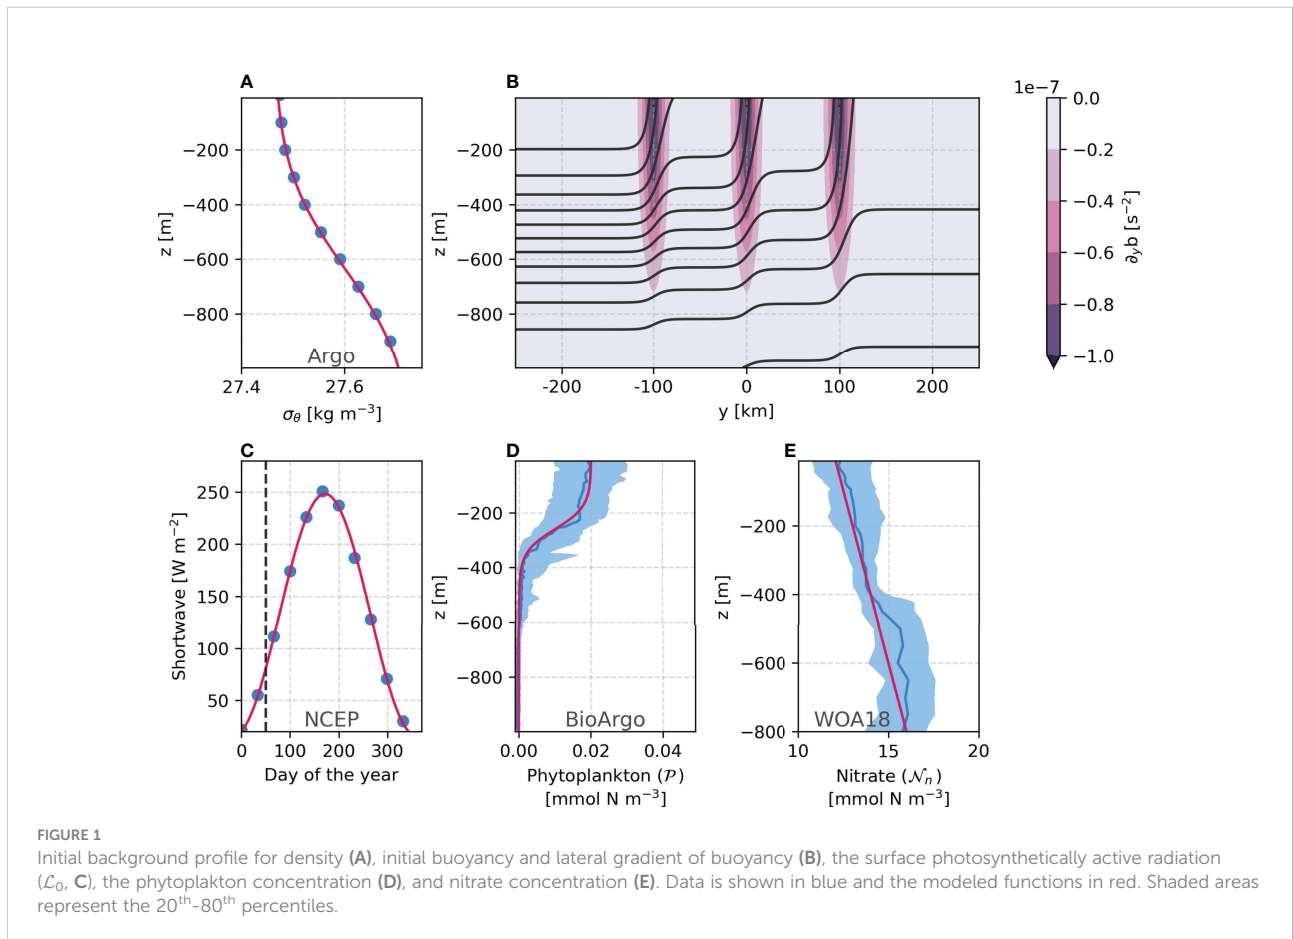 A
−200
−400
−600
−800
z [m]
Argo
27.4
27.6
σθ [kg m−3]
B
−200
−400
−600
−800
z [m]
-200
-100
0
100
200
y [km]
1e−7
0.0
−0.2
−0.4
−0.6
−0.8
−1.0
∂yb [s−2]
C
250
200
150
100
50
Shortwave [W m−2]
NCEP
0
100
200
300
Day of the year
D
−200
−400
−600
−800
z [m]
BioArgo
0.00
0.02
0.04
Phytoplankton (𝒫)
[mmol N m−3]
E
−200
−400
−600
−800
z [m]
WOA18
10
15
20
Nitrate (𝒩n)
[mmol N m−3]
FIGURE 1
Initial background profile for density (A), initial buoyancy and lateral gradient of buoyancy (B), the surface photosynthetically active radiation
(ℒ0, C), the phytoplakton concentration (D), and nitrate concentration (E). Data is shown in blue and the modeled functions in red. Shaded areas
represent the 20th-80th percentiles.